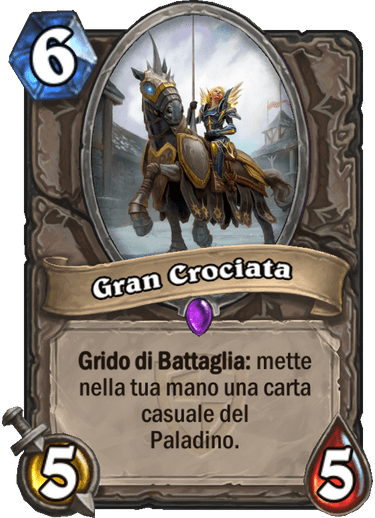 6
Gran Crociata
Grido di Battaglia: mette
nella tua mano una carta
casuale del
Paladino.
5
5